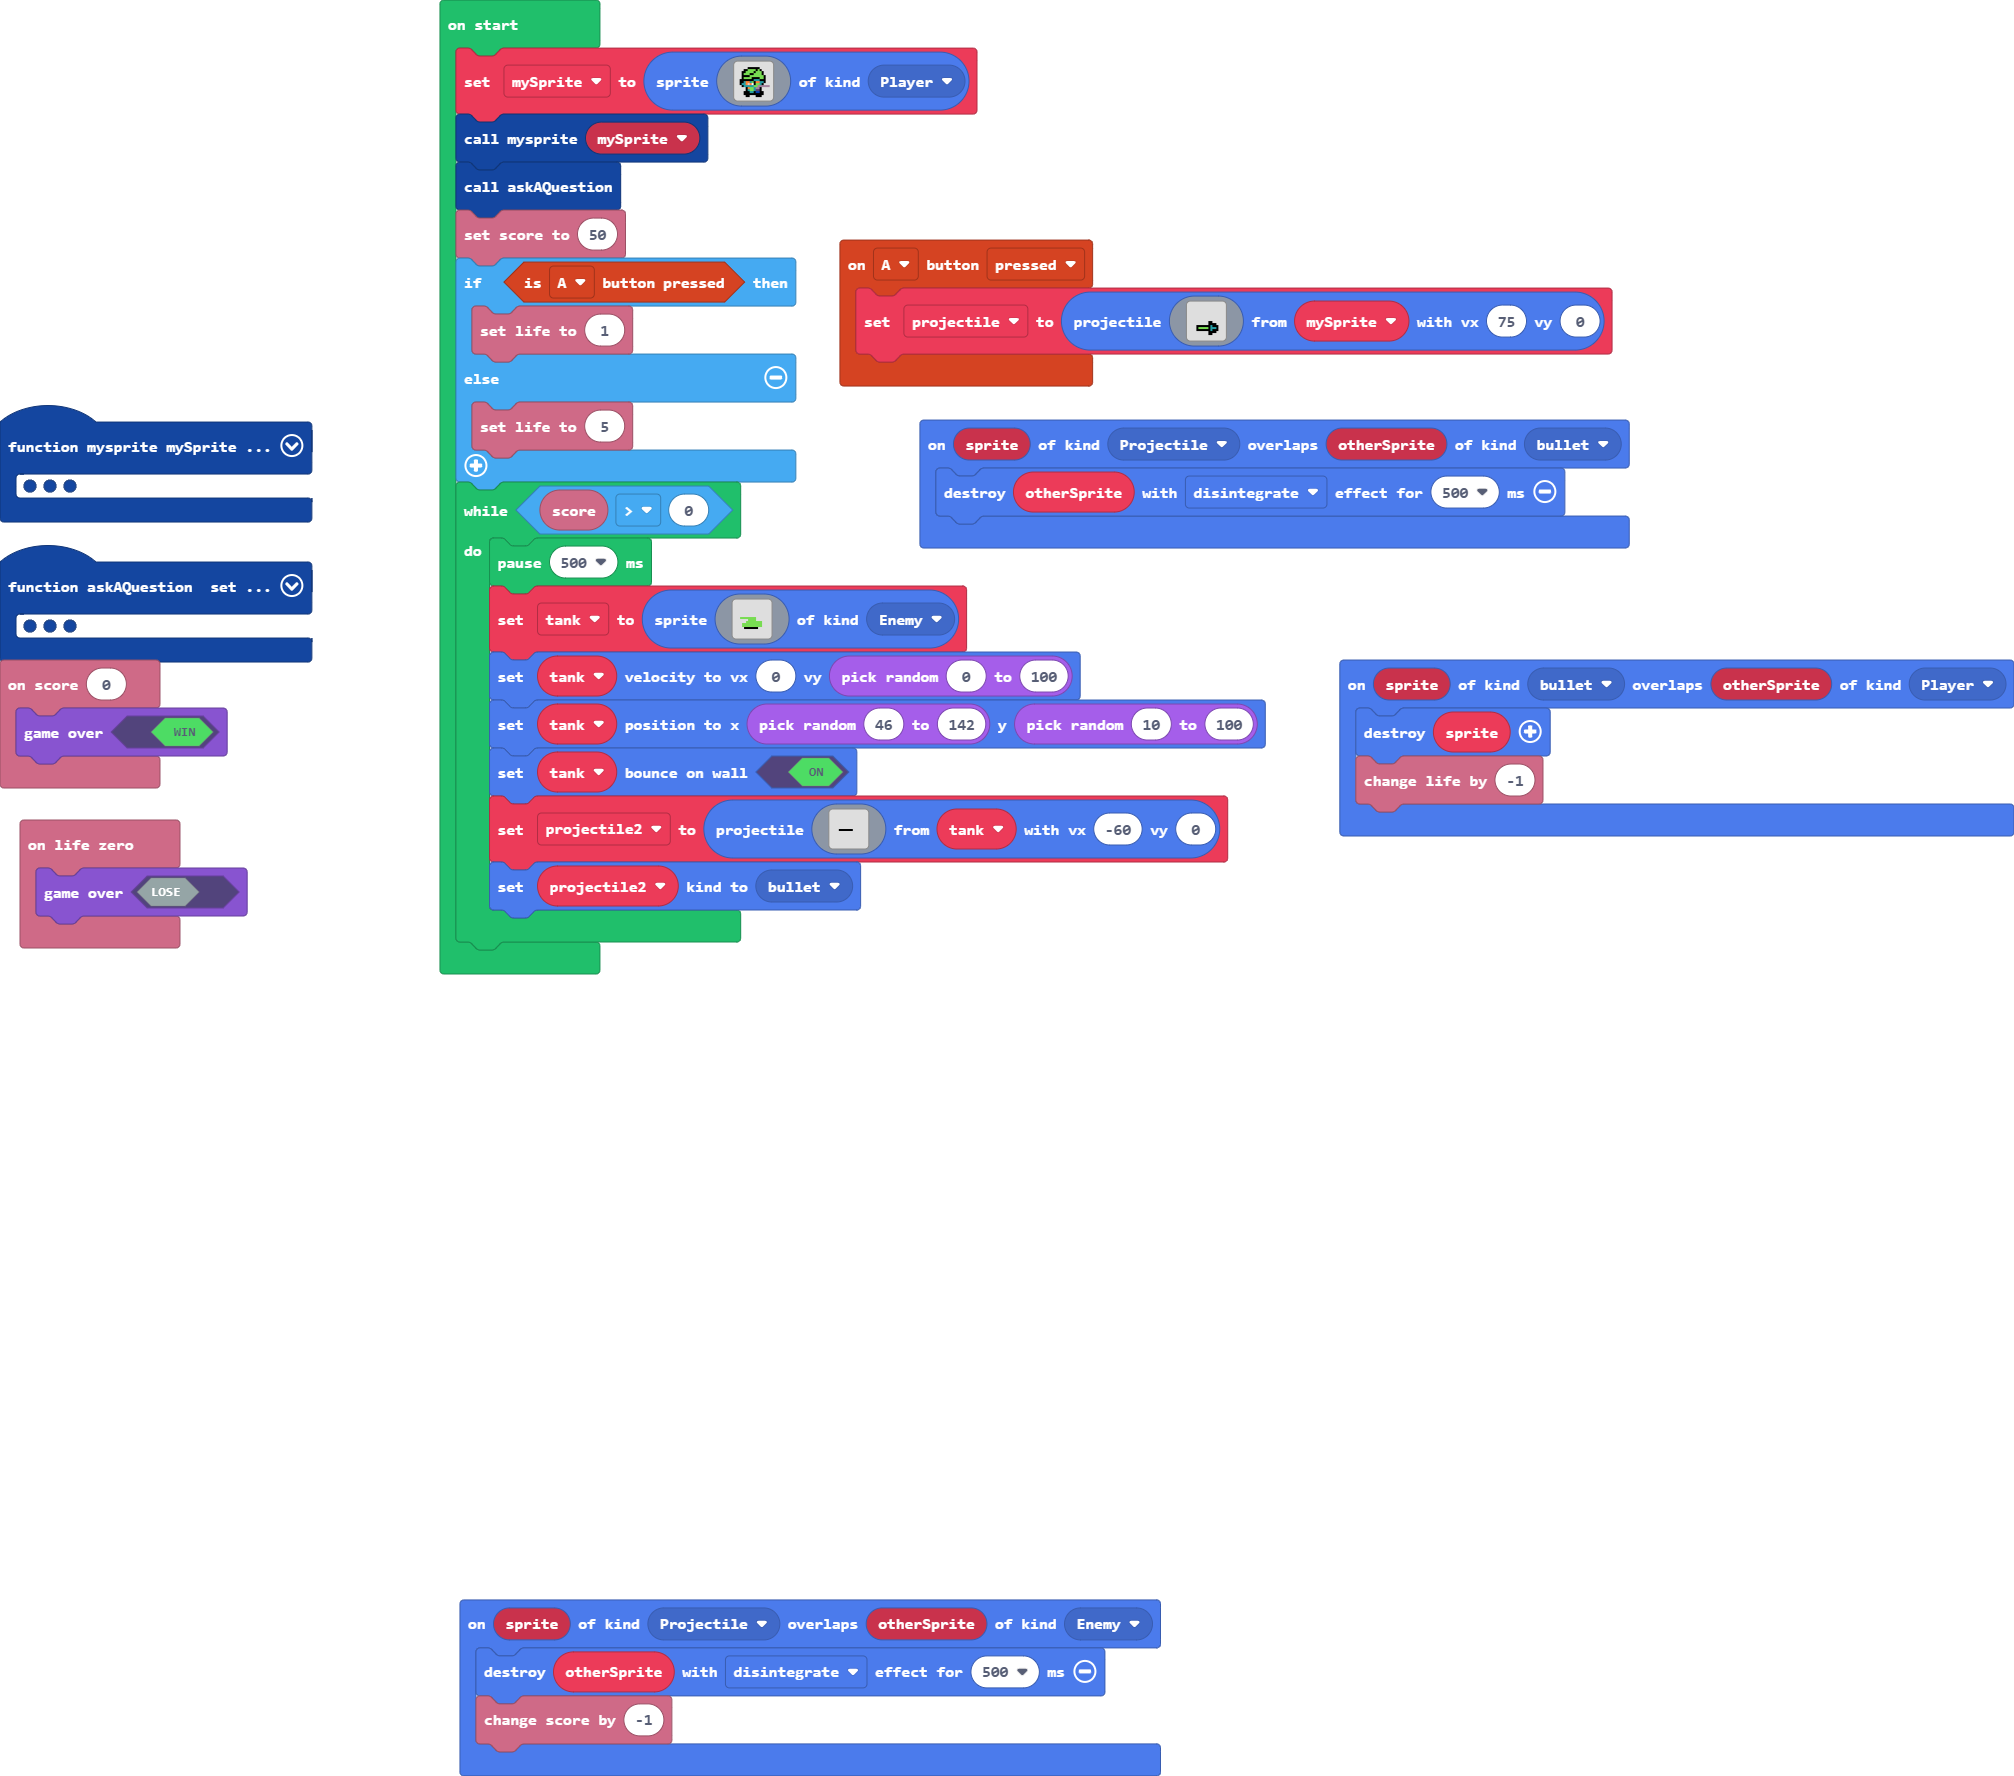 on start
set mySprite to sprite of kind Player
call mysprite mySprite
call askAQuestion
set score to 50
if is A button pressed then
set life to 1
else
set life to 5
while score > 0
do
pause 500 ms
set tank to sprite of kind Enemy
set tank velocity to vx 0 vy pick random 0 to 100
set tank position to x pick random 46 to 142 y pick random 10 to 100
set tank bounce on wall ON
set projectile2 to projectile from tank with vx -60 vy 0
set projectile2 kind to bullet
on A button pressed
set projectile to projectile from mySprite with vx 75 vy 0
on sprite of kind Projectile overlaps otherSprite of kind bullet
destroy otherSprite with disintegrate effect for 500 ms
function mysprite mySprite ...
function askAQuestion set ...
on score 0
game over WIN
on life zero
game over LOSE
on sprite of kind bullet overlaps otherSprite of kind Player
destroy sprite
change life by -1
on sprite of kind Projectile overlaps otherSprite of kind Enemy
destroy otherSprite with disintegrate effect for 500 ms
change score by -1